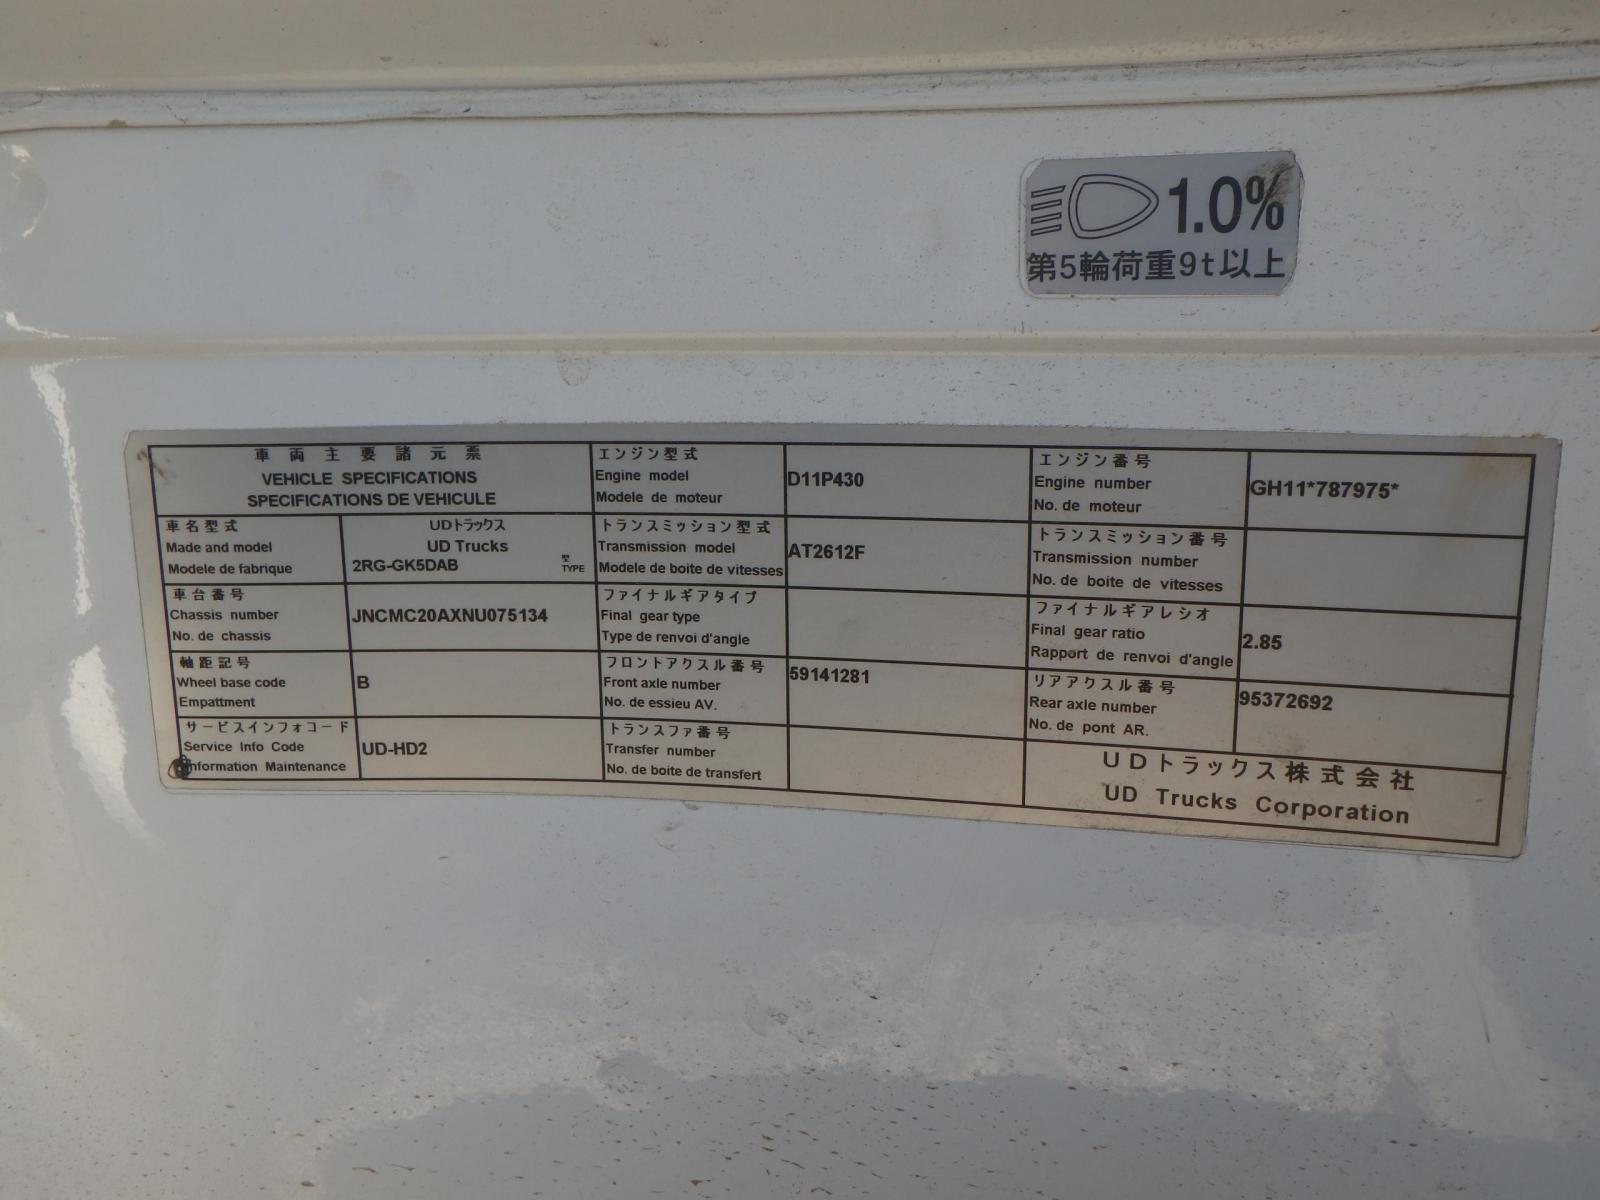 1.0%
第5輪荷重9t以上
車両主要諸元票
VEHICLE SPECIFICATIONS
SPECIFICATIONS DE VEHICULE
エンジン型式
Engine model
Modele de moteur
D11P430
エンジン番号
Engine number
No. de moteur
GH11*787975*
車名型式
Made and model
Modele de fabrique
UDトラックス
UD Trucks
2RG-GK5DAB
型
TYPE
トランスミッション型式
Transmission model
Modele de boite de vitesses
AT2612F
トランスミッション番号
Transmission number
No. de boite de vitesses
車台番号
Chassis number
No. de chassis
JNCMC20AXNU075134
ファイナルギアタイプ
Final gear type
Type de renvoi d'angle
ファイナルギアレシオ
Final gear ratio
Rapport de renvoi d'angle
2.85
軸距記号
Wheel base code
Empattment
B
フロントアクスル番号
Front axle number
No. de essieu AV.
59141281
リアアクスル番号
Rear axle number
No. de pont AR.
95372692
サービスインフォコード
Service Info Code
Information Maintenance
UD-HD2
トランスファ番号
Transfer number
No. de boite de transfert
UDトラックス株式会社
UD Trucks Corporation